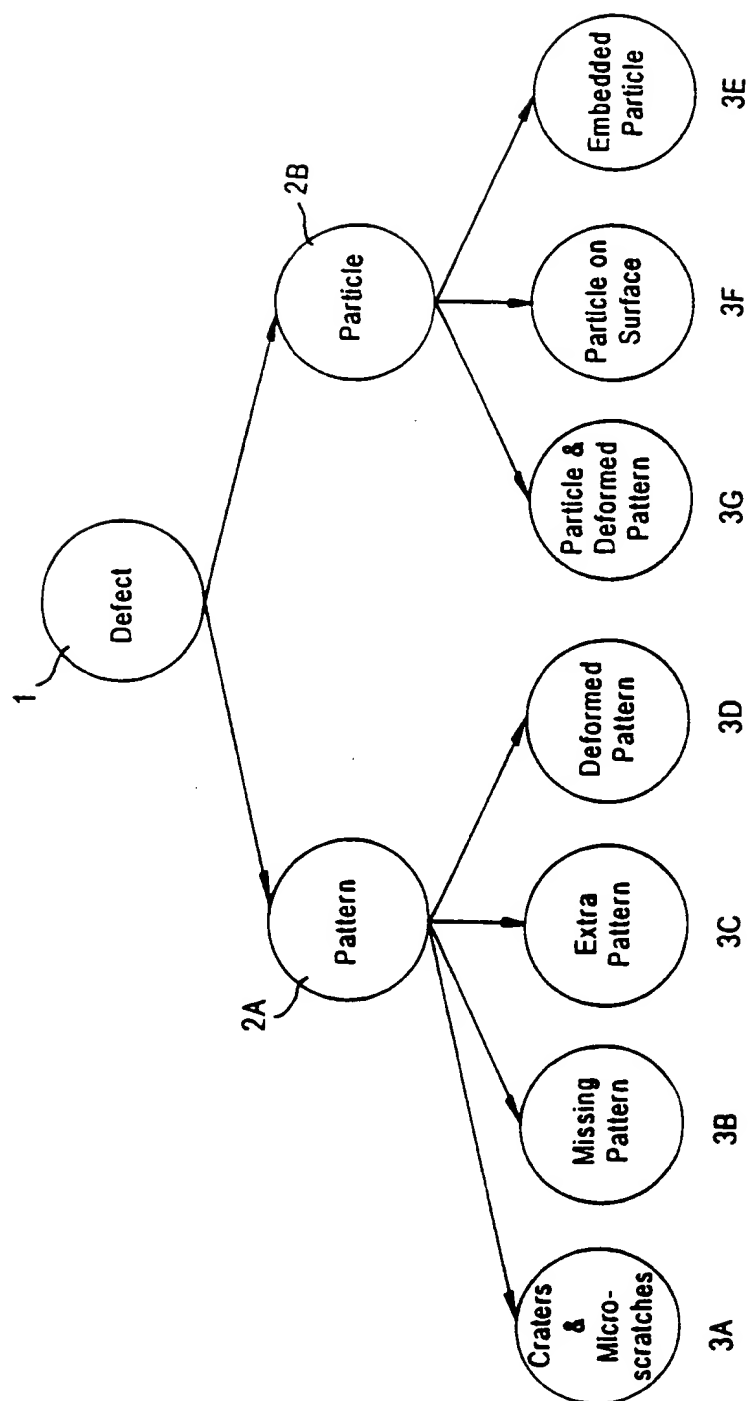 1
Defect
2A
Pattern
2B
Particle
Craters
&
Micro-
scratches
Missing
Pattern
Extra
Pattern
Deformed
Pattern
Particle &
Deformed
Pattern
Particle on
Surface
Embedded
Particle
3A
3B
3C
3D
3G
3F
3E